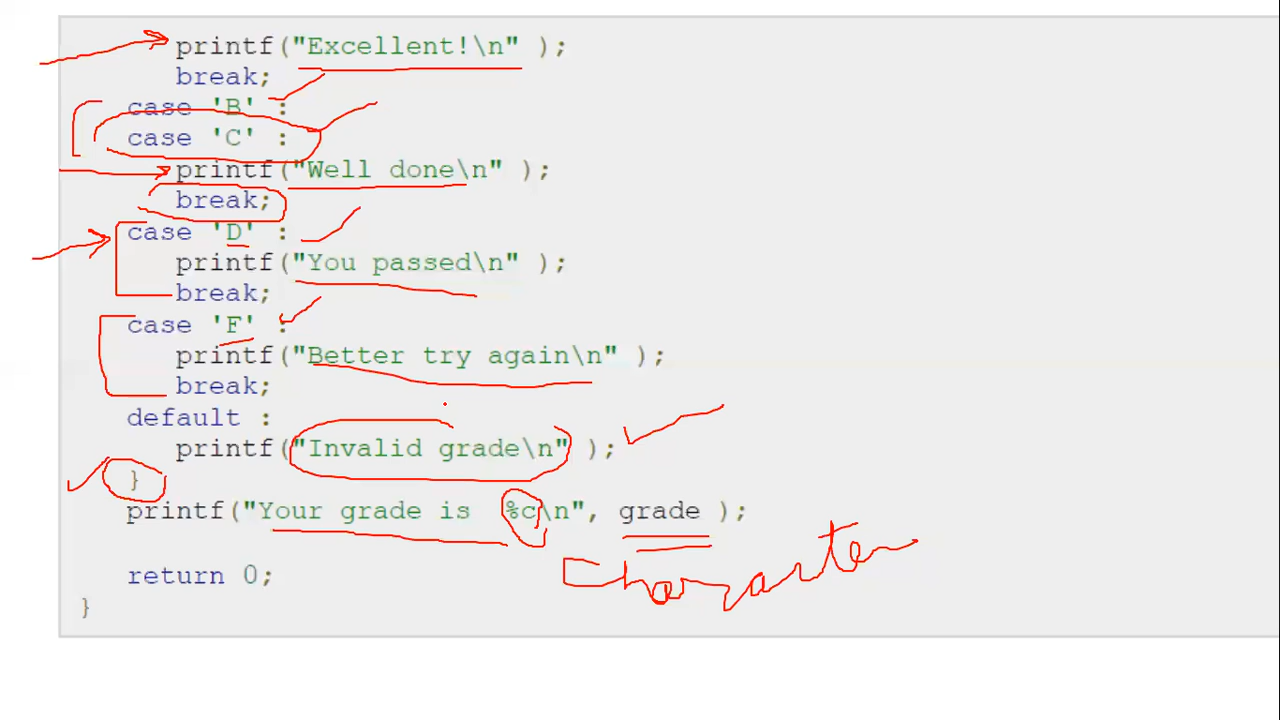 printf("Excellent!\n" );
break;
case 'B' :
case 'C' :
printf("Well done\n" );
break;
case 'D' :
printf("You passed\n" );
break;
case 'F' :
printf("Better try again\n" );
break;
default :
printf("Invalid grade\n" );
}
printf("Your grade is  %c\n", grade );
Character
return 0;
}